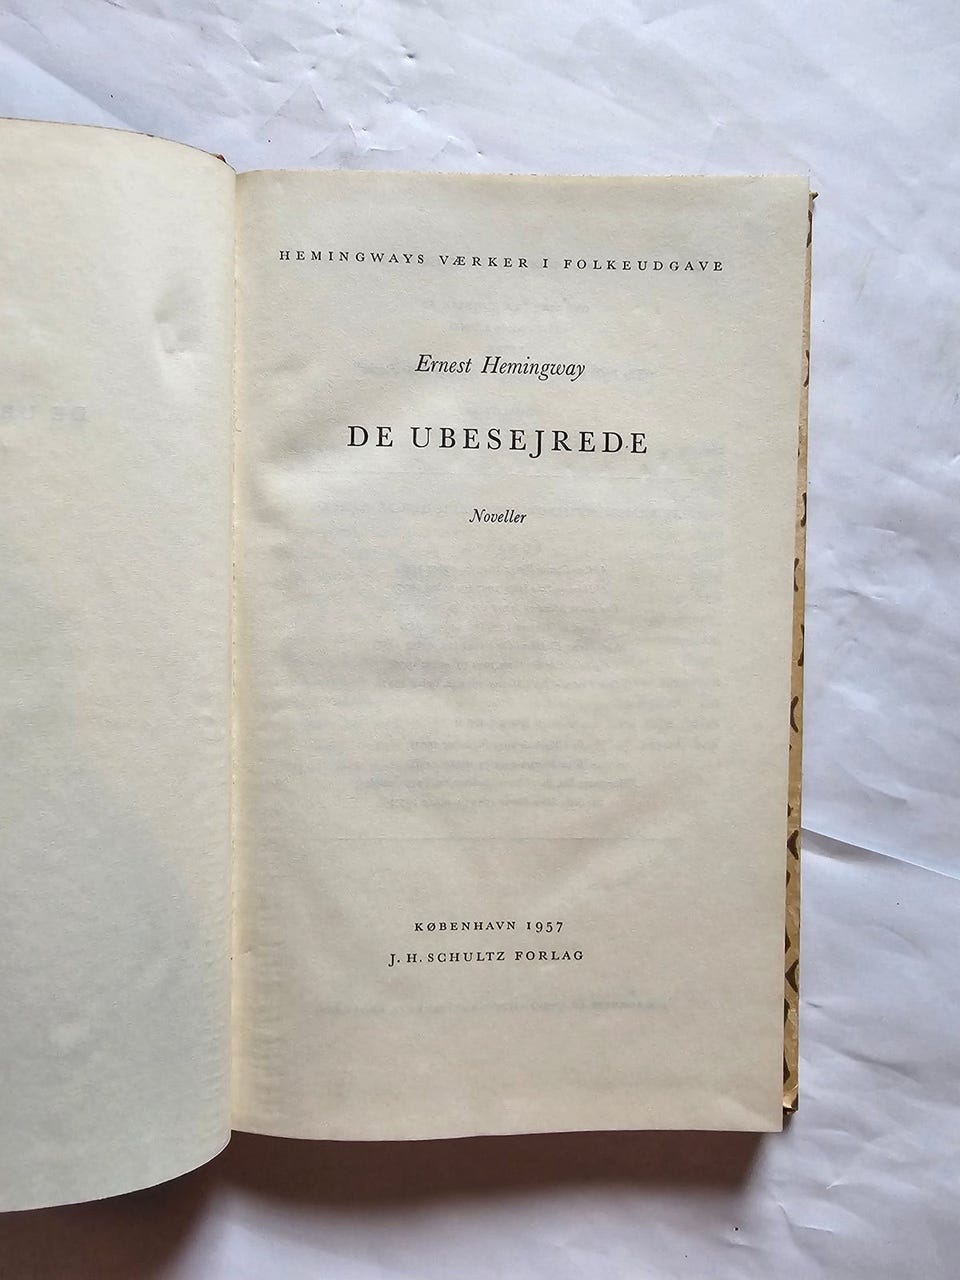 HEMINGWAYS VÆRKER I FOLKEUDGAVE
Ernest Hemingway
DE UBESEJREDE
Noveller
KØBENHAVN 1957
J. H. SCHULTZ FORLAG